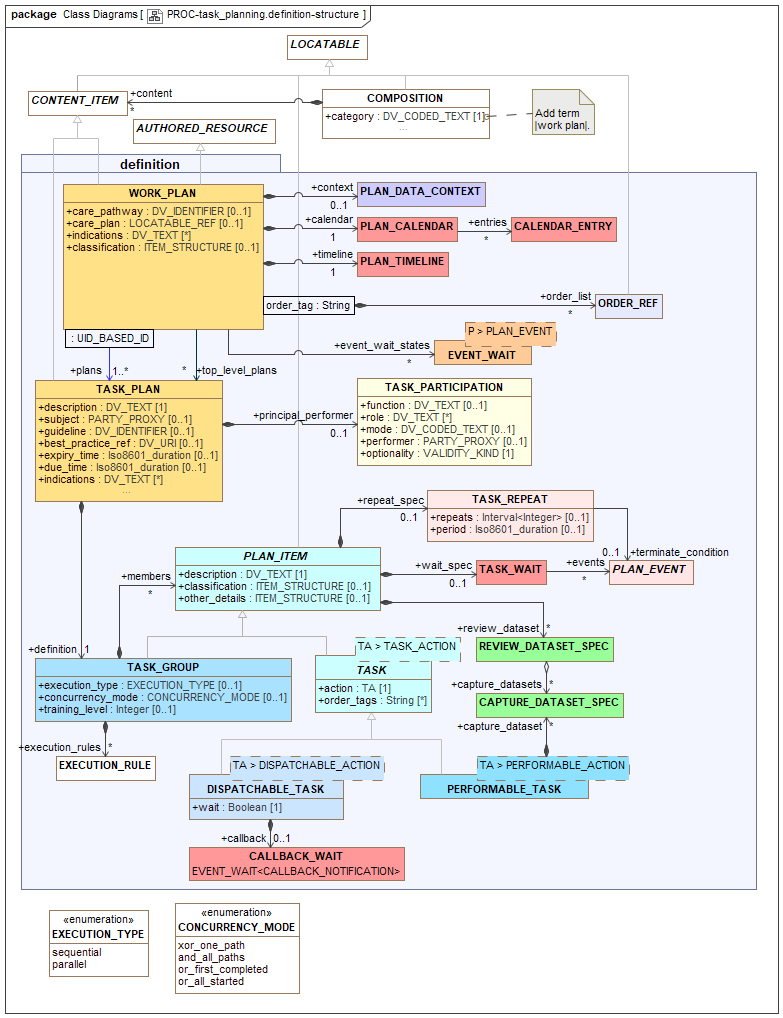 package Class Diagrams [ PROC-task_planning.definition-structure ]
LOCATABLE
CONTENT_ITEM
+content
*
COMPOSITION
+category : DV_CODED_TEXT [1]
...
Add term
|work plan|.
AUTHORED_RESOURCE
definition
WORK_PLAN
+care_pathway : DV_IDENTIFIER [0..1]
+care_plan : LOCATABLE_REF [0..1]
+indications : DV_TEXT [*]
+classification : ITEM_STRUCTURE [0..1]
+context
0..1
PLAN_DATA_CONTEXT
+calendar
1
PLAN_CALENDAR
+entries
*
CALENDAR_ENTRY
+timeline
1
PLAN_TIMELINE
order_tag : String
+order_list
*
ORDER_REF
: UID_BASED_ID
P > PLAN_EVENT
+event_wait_states
*
EVENT_WAIT
+plans
1..*
*
+top_level_plans
TASK_PLAN
+description : DV_TEXT [1]
+subject : PARTY_PROXY [0..1]
+guideline : DV_IDENTIFIER [0..1]
+best_practice_ref : DV_URI [0..1]
+expiry_time : Iso8601_duration [0..1]
+due_time : Iso8601_duration [0..1]
+indications : DV_TEXT [*]
...
+principal_performer
0..1
TASK_PARTICIPATION
+function : DV_TEXT [0..1]
+role : DV_TEXT [*]
+mode : DV_CODED_TEXT [0..1]
+performer : PARTY_PROXY [0..1]
+optionality : VALIDITY_KIND [1]
+repeat_spec
0..1
TASK_REPEAT
+repeats : Interval<Integer> [0..1]
+period : Iso8601_duration [0..1]
0..1
+terminate_condition
PLAN_ITEM
+description : DV_TEXT [1]
+classification : ITEM_STRUCTURE [0..1]
+other_details : ITEM_STRUCTURE [0..1]
+wait_spec
0..1
TASK_WAIT
+events
*
PLAN_EVENT
+members
*
+review_dataset
*
REVIEW_DATASET_SPEC
+definition
1
TASK_GROUP
+execution_type : EXECUTION_TYPE [0..1]
+concurrency_mode : CONCURRENCY_MODE [0..1]
+training_level : Integer [0..1]
TA > TASK_ACTION
TASK
+action : TA [1]
+order_tags : String [*]
+capture_datasets
*
CAPTURE_DATASET_SPEC
+capture_dataset
*
+execution_rules
*
EXECUTION_RULE
TA > DISPATCHABLE_ACTION
DISPATCHABLE_TASK
+wait : Boolean [1]
TA > PERFORMABLE_ACTION
PERFORMABLE_TASK
+callback
0..1
CALLBACK_WAIT
EVENT_WAIT<CALLBACK_NOTIFICATION>
«enumeration»
EXECUTION_TYPE
sequential
parallel
«enumeration»
CONCURRENCY_MODE
xor_one_path
and_all_paths
or_first_completed
or_all_started